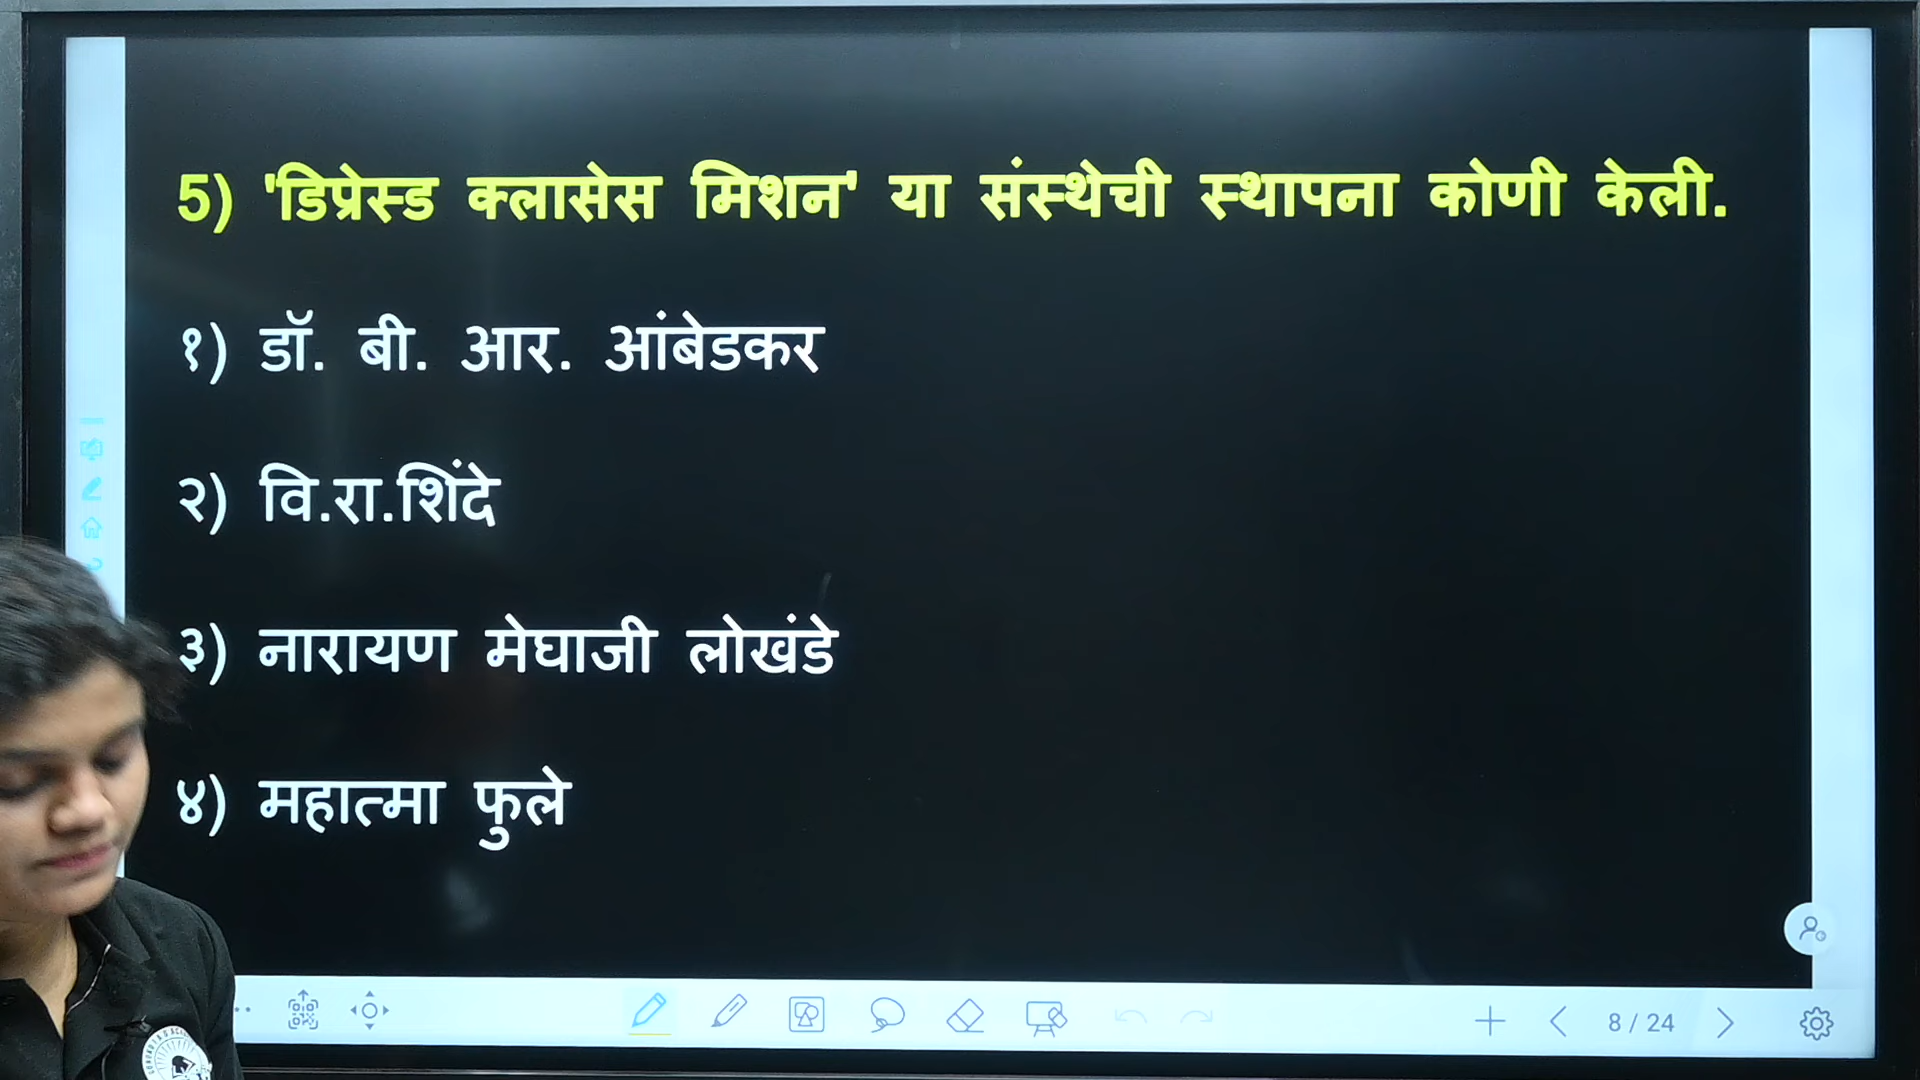 5) 'डिप्रेस्ड क्लासेस मिशन' या संस्थेची स्थापना कोणी केली.
१) डॉ. बी. आर. आंबेडकर
२) वि.रा.शिंदे
३) नारायण मेघाजी लोखंडे
४) महात्मा फुले
8 / 24